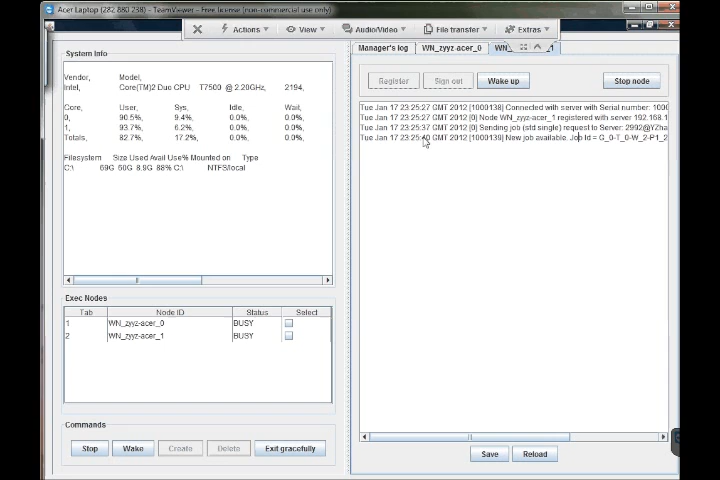 Acer Laptop (282 880 238) - TeamViewer - Free license (non-commercial use only)
Actions View Audio/Video File transfer Extras
System Info
Vendor, Model,
Intel, Core(TM)2 Duo CPU T7500 @ 2.20GHz, 2194,
Core, User, Sys, Idle, Wait,
0, 90.5%, 9.4%, 0.0%, 0.0%,
1, 93.7%, 6.2%, 0.0%, 0.0%,
Totals, 82.7%, 17.2% 0.0%, 0.0%,
Filesystem Size Used Avail Use% Mounted on Type
C:\ 69G 60G 8.9G 88% C:\ NTFS/local
Exec Nodes
Tab Node ID Status Select
1 WN_zyyz-acer_0 BUSY
2 WN_zyyz-acer_1 BUSY
Commands
Stop Wake Create Delete Exit gracefully
Manager's log WN_zyyz-acer_0
Register Sign out Wake up Stop node
Tue Jan 17 23:25:27 GMT 2012 [1000138] Connected with server with Serial number: 1000
Tue Jan 17 23:25:27 GMT 2012 [0] Node WN_zyyz-acer_1 registered with server 192.168.1
Tue Jan 17 23:25:37 GMT 2012 [0] Sending job (std:single) request to Server: 2992@YZha
Tue Jan 17 23:25:40 GMT 2012 [1000139] New job available. Job Id = G_0-T_0-W_2-P1_2
Save Reload